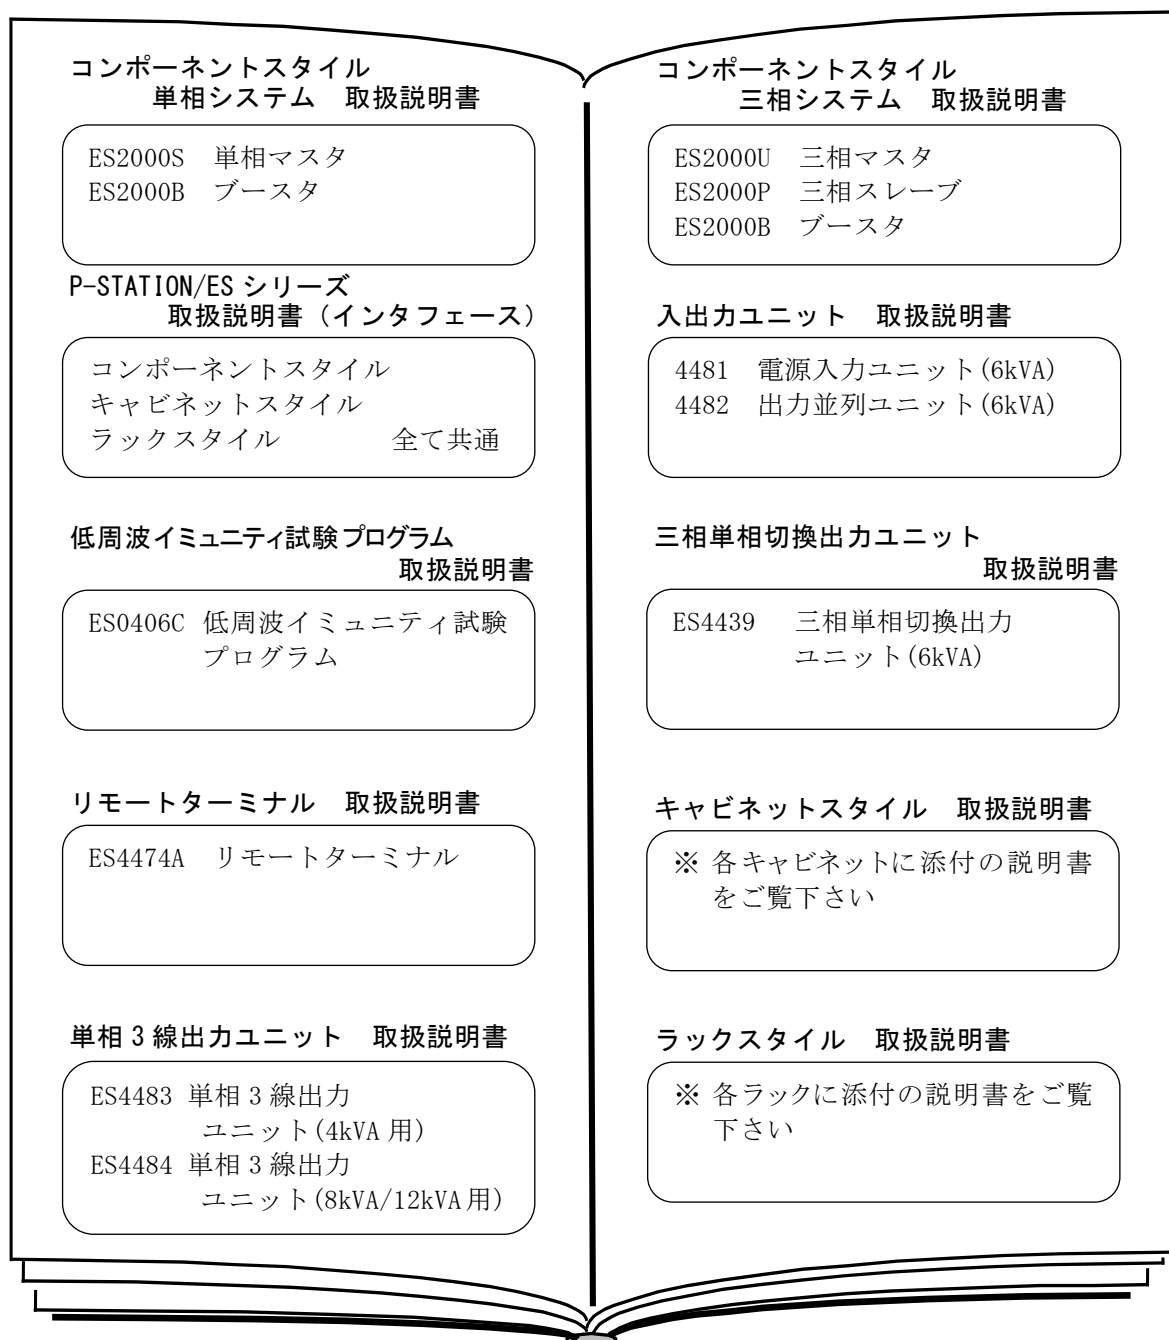 コンポーネントスタイル
単相システム　取扱説明書
ES2000S　単相マスタ
ES2000B　ブースタ
P-STATION/ES シリーズ
取扱説明書（インタフェース）
コンポーネントスタイル
キャビネットスタイル
ラックスタイル　　　全て共通
低周波イミュニティ試験プログラム
取扱説明書
ES0406C 低周波イミュニティ試験
プログラム
リモートターミナル　取扱説明書
ES4474A　リモートターミナル
単相 3 線出力ユニット　取扱説明書
ES4483 単相 3 線出力
ユニット(4kVA 用)
ES4484 単相 3 線出力
ユニット(8kVA/12kVA 用)
コンポーネントスタイル
三相システム　取扱説明書
ES2000U　三相マスタ
ES2000P　三相スレーブ
ES2000B　ブースタ
入出力ユニット　取扱説明書
4481　電源入力ユニット(6kVA)
4482　出力並列ユニット(6kVA)
三相単相切換出力ユニット
取扱説明書
ES4439　三相単相切換出力
ユニット(6kVA)
キャビネットスタイル　取扱説明書
※ 各キャビネットに添付の説明書
をご覧下さい
ラックスタイル　取扱説明書
※ 各ラックに添付の説明書をご覧
下さい